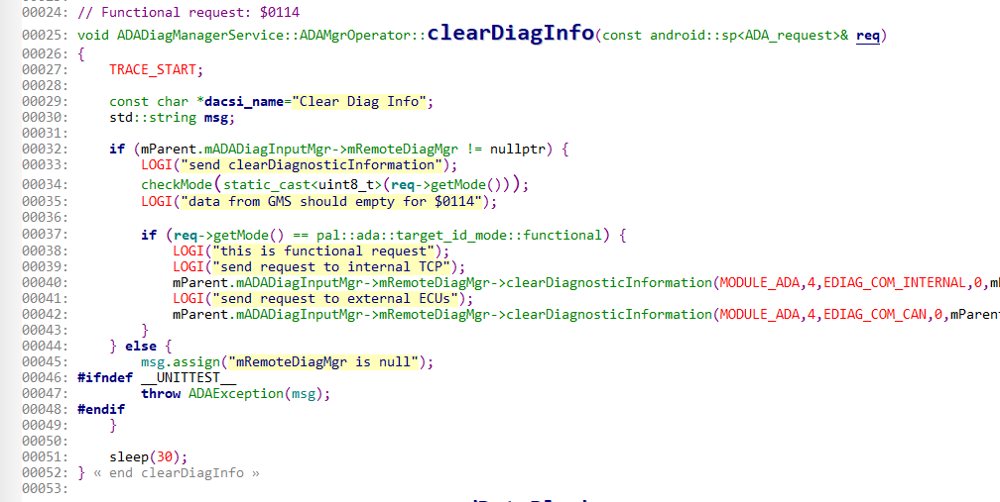 00024: // Functional request: $0114
00025: void ADADiagManagerService::ADAMgrOperator::clearDiagInfo(const android::sp<ADA_request>& req)
00026: {
00027:     TRACE_START;
00028:
00029:     const char *dacsi_name="Clear Diag Info";
00030:     std::string msg;
00031:
00032:     if (mParent.mADADiagInputMgr->mRemoteDiagMgr != nullptr) {
00033:         LOGI("send clearDiagnosticInformation");
00034:         checkMode(static_cast<uint8_t>(req->getMode()));
00035:         LOGI("data from GMS should empty for $0114");
00036:
00037:         if (req->getMode() == pal::ada::target_id_mode::functional) {
00038:             LOGI("this is functional request");
00039:             LOGI("send request to internal TCP");
00040:             mParent.mADADiagInputMgr->mRemoteDiagMgr->clearDiagnosticInformation(MODULE_ADA,4,EDIAG_COM_INTERNAL,0,m
00041:             LOGI("send request to external ECUs");
00042:             mParent.mADADiagInputMgr->mRemoteDiagMgr->clearDiagnosticInformation(MODULE_ADA,4,EDIAG_COM_CAN,0,mParen
00043:         }
00044:     } else {
00045:         msg.assign("mRemoteDiagMgr is null");
00046: #ifndef __UNITTEST__
00047:         throw ADAException(msg);
00048: #endif
00049:     }
00050:
00051:     sleep(30);
00052: } « end clearDiagInfo »
00053: